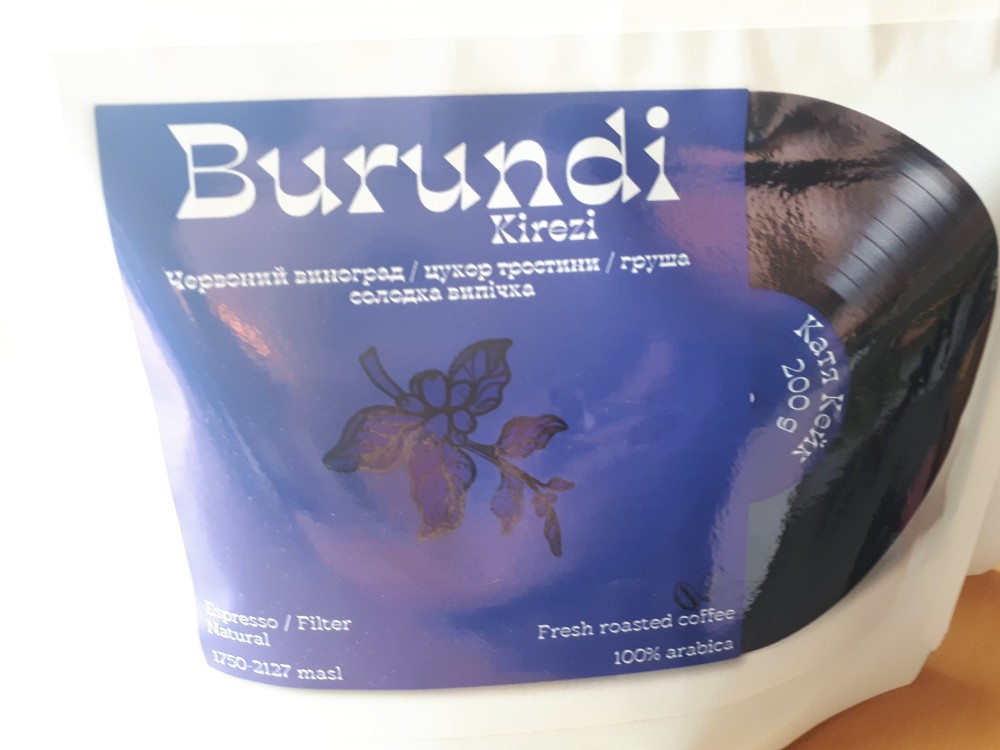 Burundi
Kirezi
Червоний виноград / цукор тростини / груша
солодка випічка
Катя Кейк
200 g
Espresso / Filter
Natural
1750-2127 masl
Fresh roasted coffee
100% arabica